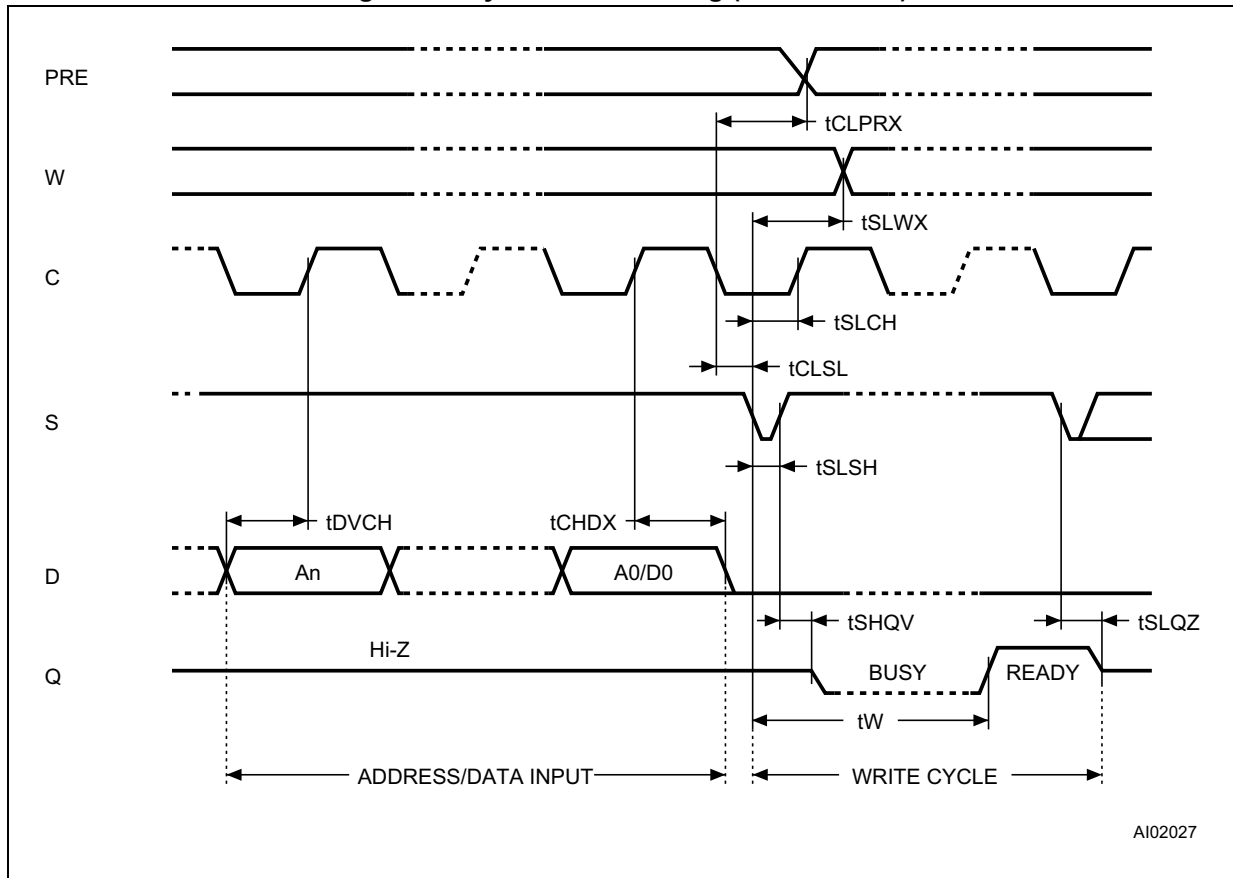 PRE
tCLPRX
W
tSLWX
C
tSLCH
tCLSL
S
tSLSH
tDVCH
tCHDX
D
An
A0/D0
tSHQV
tSLQZ
Hi-Z
Q
BUSY
READY
tW
ADDRESS/DATA INPUT
WRITE CYCLE
AI02027